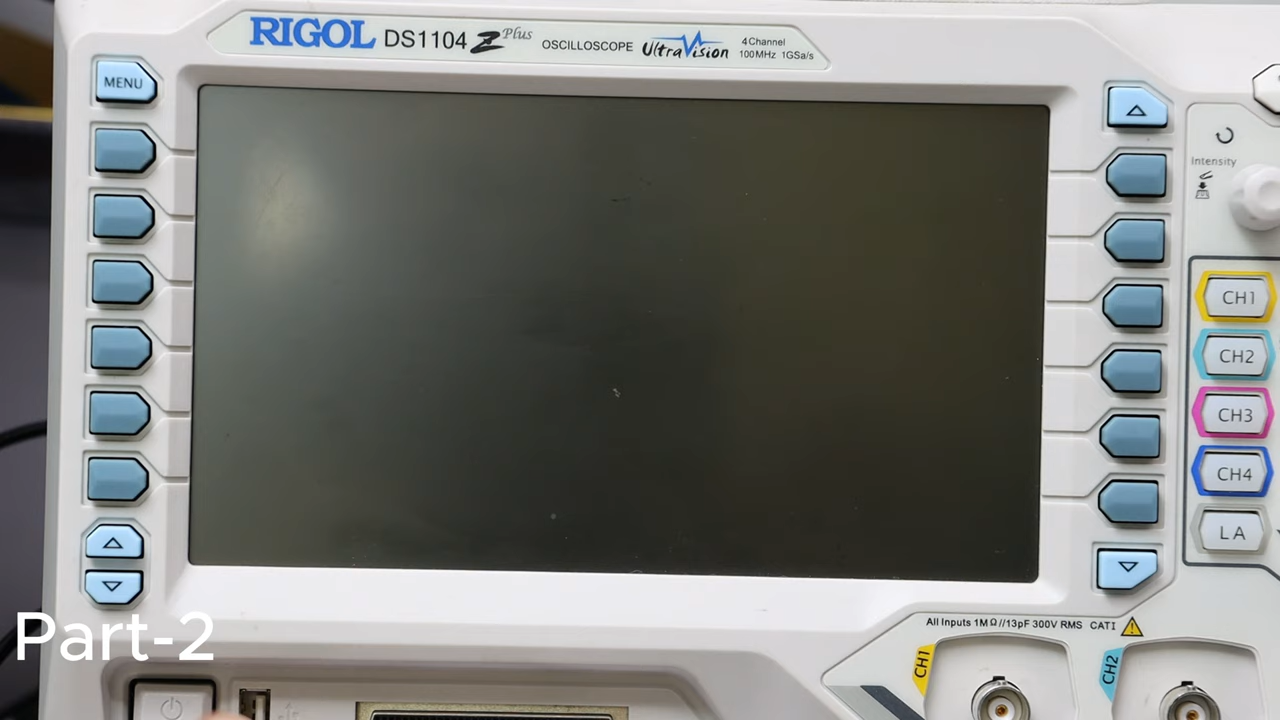 RIGOL DS1104 Z Plus OSCILLOSCOPE UltraVision 4 Channel
100MHz 1GSa/s
MENU
Intensity
CH1
CH2
CH3
CH4
LA
All Inputs 1MΩ//13pF 300V RMS CAT I
CH1
CH2
Part-2